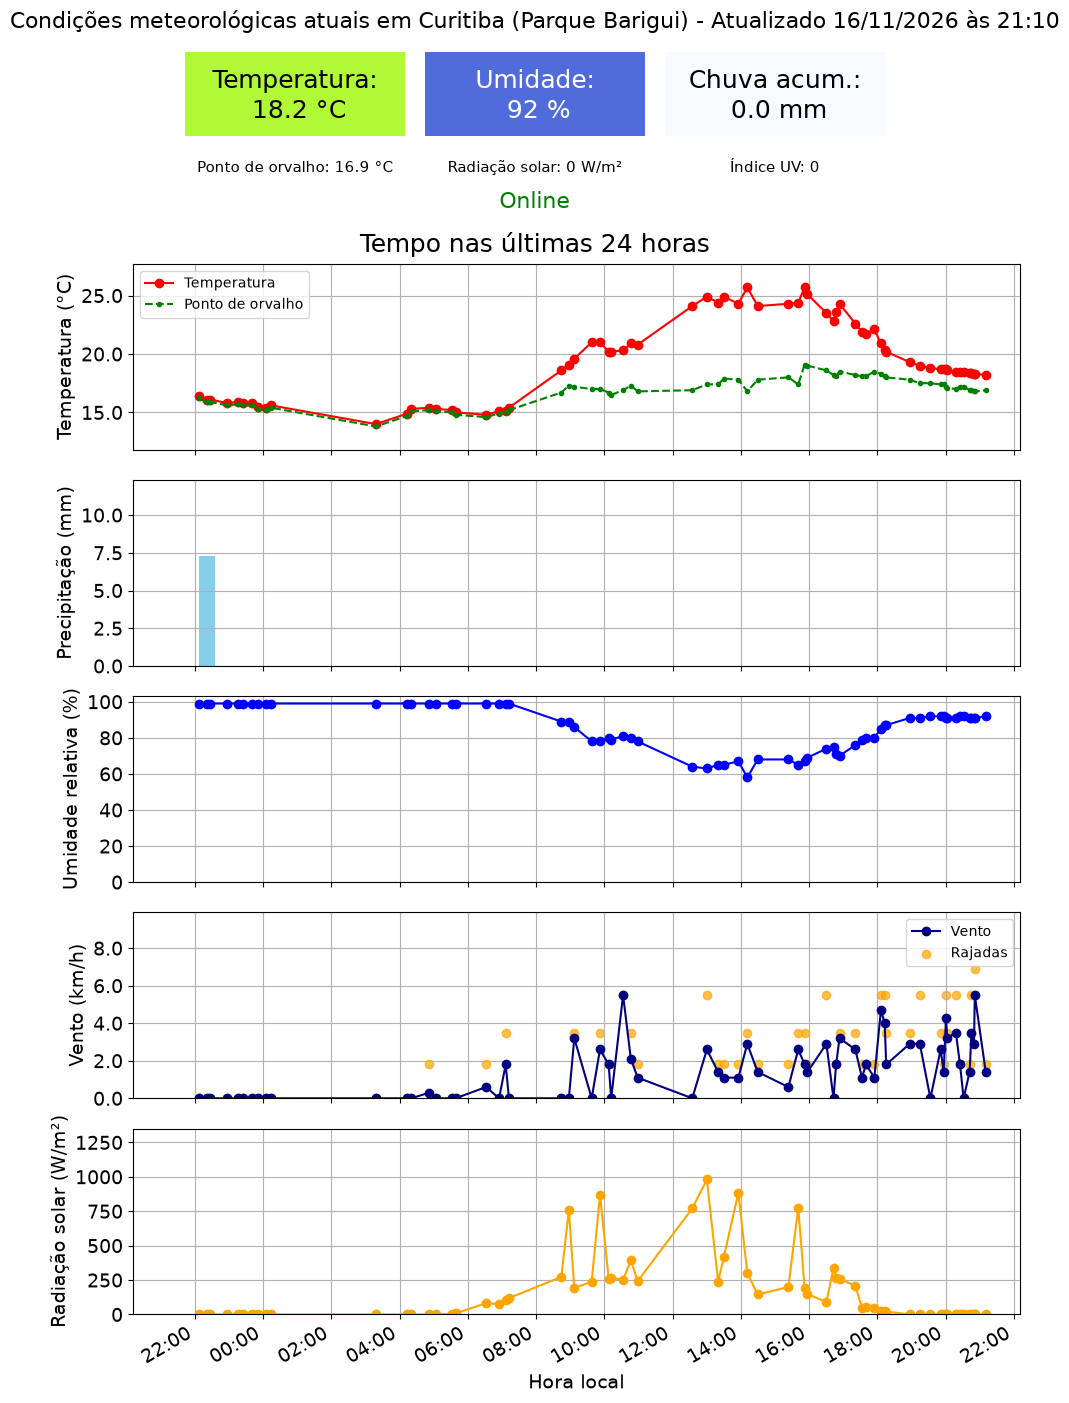 Condições meteorológicas atuais em Curitiba (Parque Barigui) - Atualizado 16/11/2026 às 21:10
Temperatura:
18.2 °C
Umidade:
92 %
Chuva acum.:
0.0 mm
Ponto de orvalho: 16.9 °C
Radiação solar: 0 W/m²
Índice UV: 0
Online
Tempo nas últimas 24 horas
Temperatura (°C)
25.0
20.0
15.0
Temperatura
Ponto de orvalho
Precipitação (mm)
10.0
7.5
5.0
2.5
0.0
Umidade relativa (%)
100
80
60
40
20
0
Vento (km/h)
8.0
6.0
4.0
2.0
0.0
Vento
Rajadas
Radiação solar (W/m²)
1250
1000
750
500
250
0
22:00 00:00 02:00 04:00 06:00 08:00 10:00 12:00 14:00 16:00 18:00 20:00 22:00
Hora local